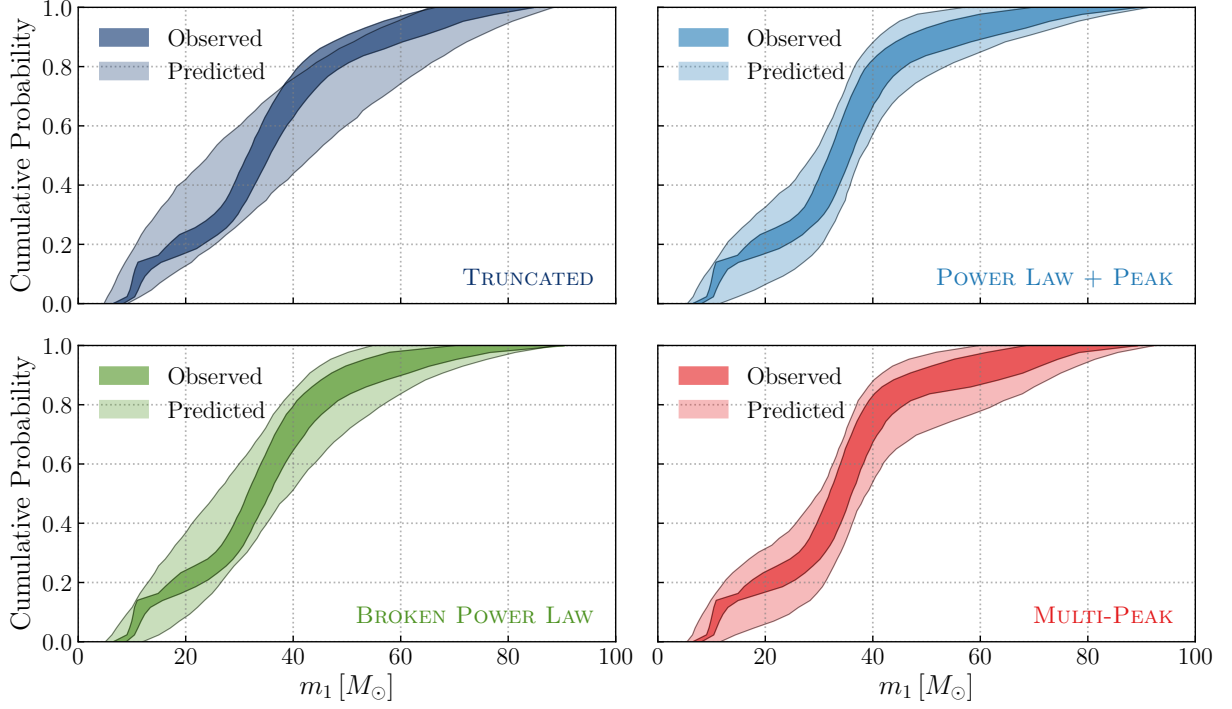 Cumulative Probability
1.0
0.8
0.6
0.4
0.2
0.0
Observed
Predicted
TRUNCATED
Observed
Predicted
POWER LAW + PEAK
Cumulative Probability
1.0
0.8
0.6
0.4
0.2
0.0
Observed
Predicted
BROKEN POWER LAW
0 20 40 60 80 100
m₁ [M☉]
Observed
Predicted
MULTI-PEAK
0 20 40 60 80 100
m₁ [M☉]